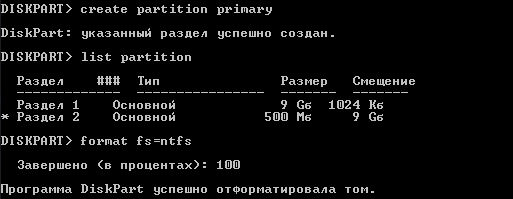 DISKPART> create partition primary
DiskPart: указанный раздел успешно создан.
DISKPART> list partition
Раздел ### Тип Размер Смещение
------------- ---------------- ------- -------
Раздел 1 Основной 9 Gб 1024 Kб
* Раздел 2 Основной 500 Mб 9 Gб
DISKPART> format fs=ntfs
Завершено (в процентах): 100
Программа DiskPart успешно отформатировала том.